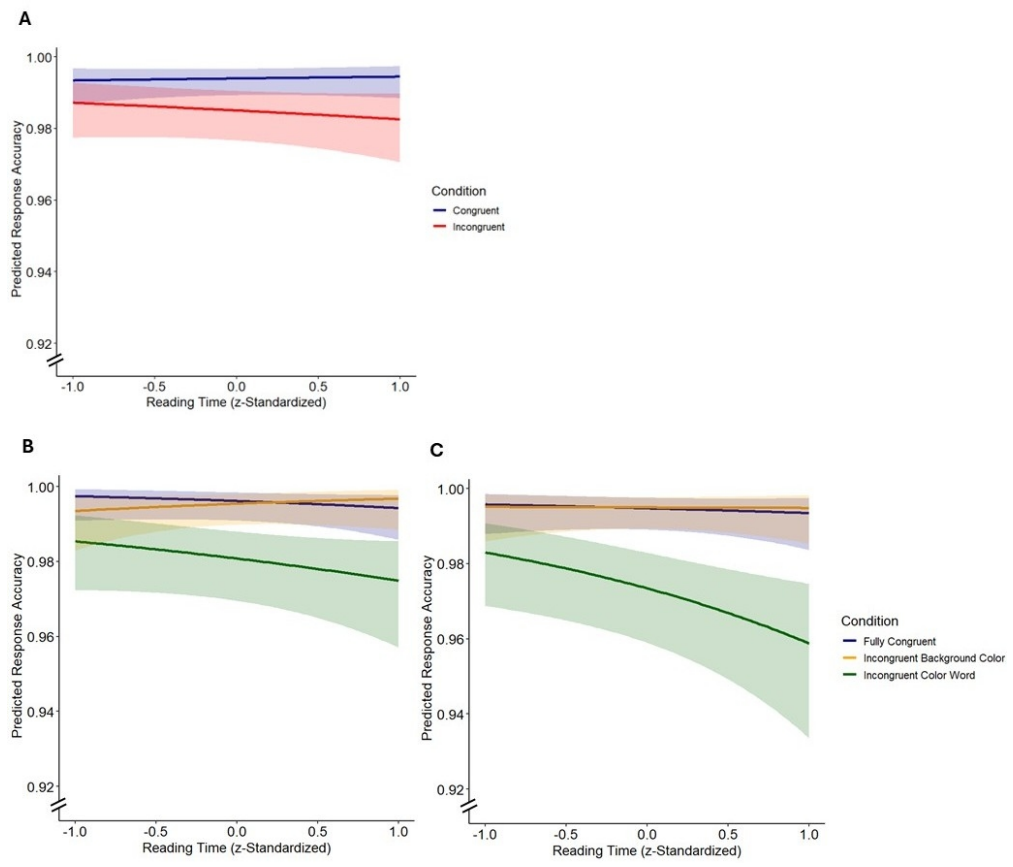 A
1.00
0.98
0.96
0.94
0.92
Predicted Response Accuracy
-1.0 -0.5 0.0 0.5 1.0
Reading Time (z-Standardized)
Condition
Congruent
Incongruent
B
1.00
0.98
0.96
0.94
0.92
Predicted Response Accuracy
-1.0 -0.5 0.0 0.5 1.0
Reading Time (z-Standardized)
C
1.00
0.98
0.96
0.94
0.92
Predicted Response Accuracy
-1.0 -0.5 0.0 0.5 1.0
Reading Time (z-Standardized)
Condition
Fully Congruent
Incongruent Background Color
Incongruent Color Word